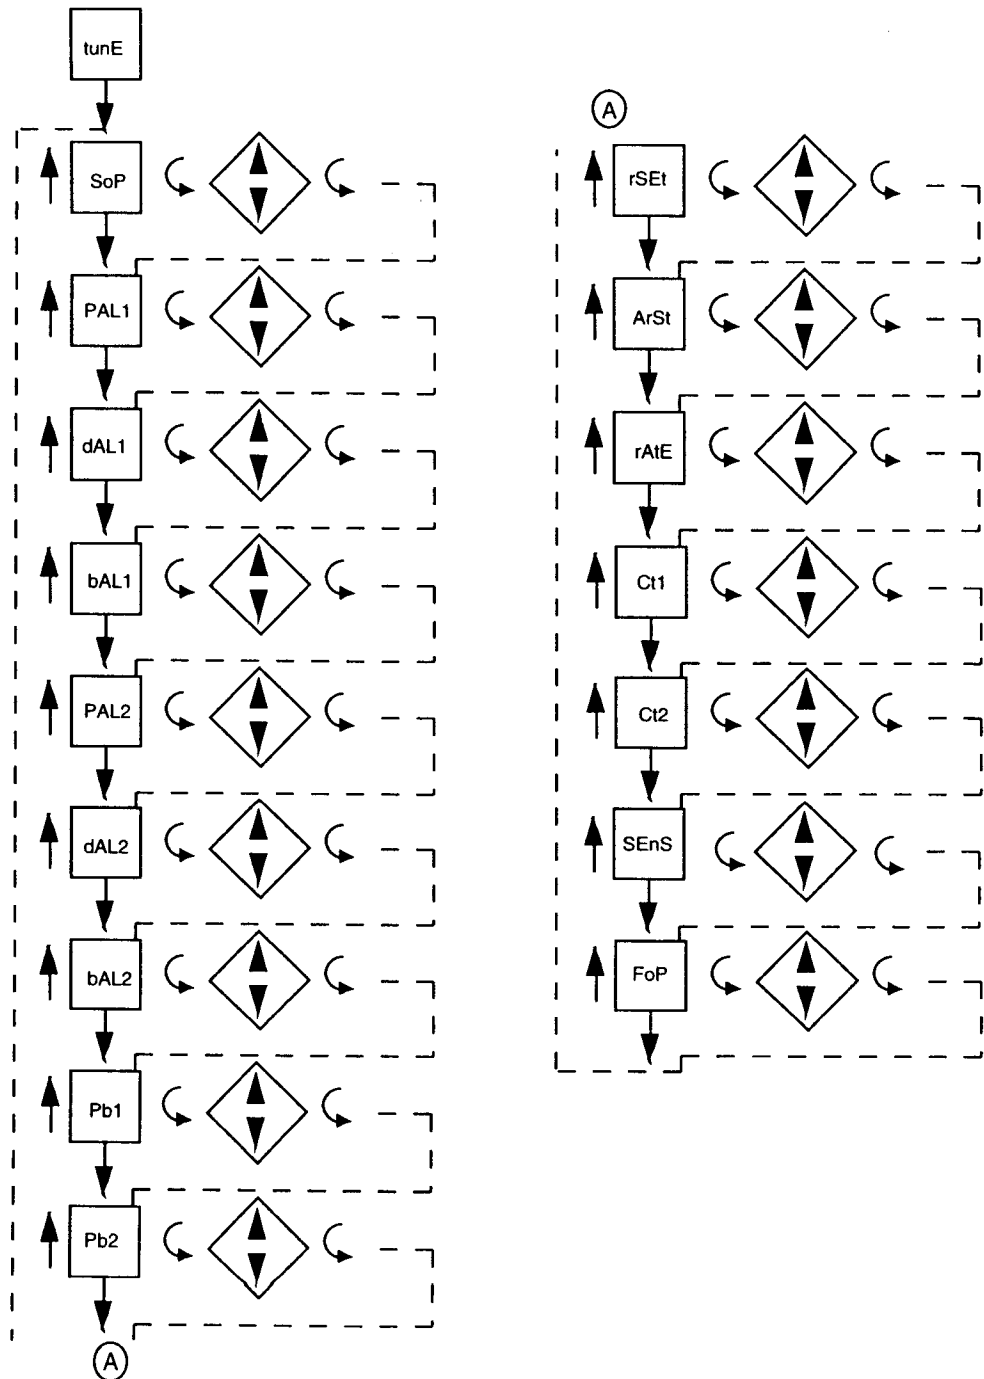 tunE
SoP
PAL1
dAL1
bAL1
PAL2
dAL2
bAL2
Pb1
Pb2
A
A
rSEt
ArSt
rAtE
Ct1
Ct2
SEnS
FoP